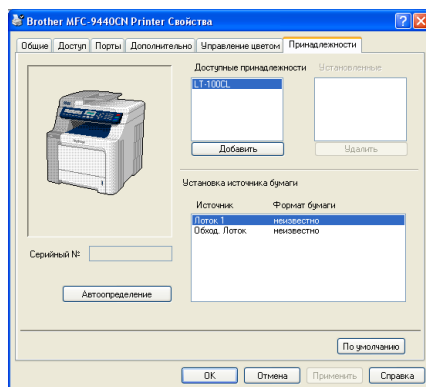 Brother MFC-9440CN Printer Свойства
Общие Доступ Порты Дополнительно Управление цветом Принадлежности
Доступные принадлежности Установленные
LT-100CL
Добавить Удалить
Установка источника бумаги
Источник Формат бумаги
Лоток 1 неизвестно
Обход. Лоток неизвестно
Серийный №
Автоопределение
По умолчанию
OK Отмена Применить Справка